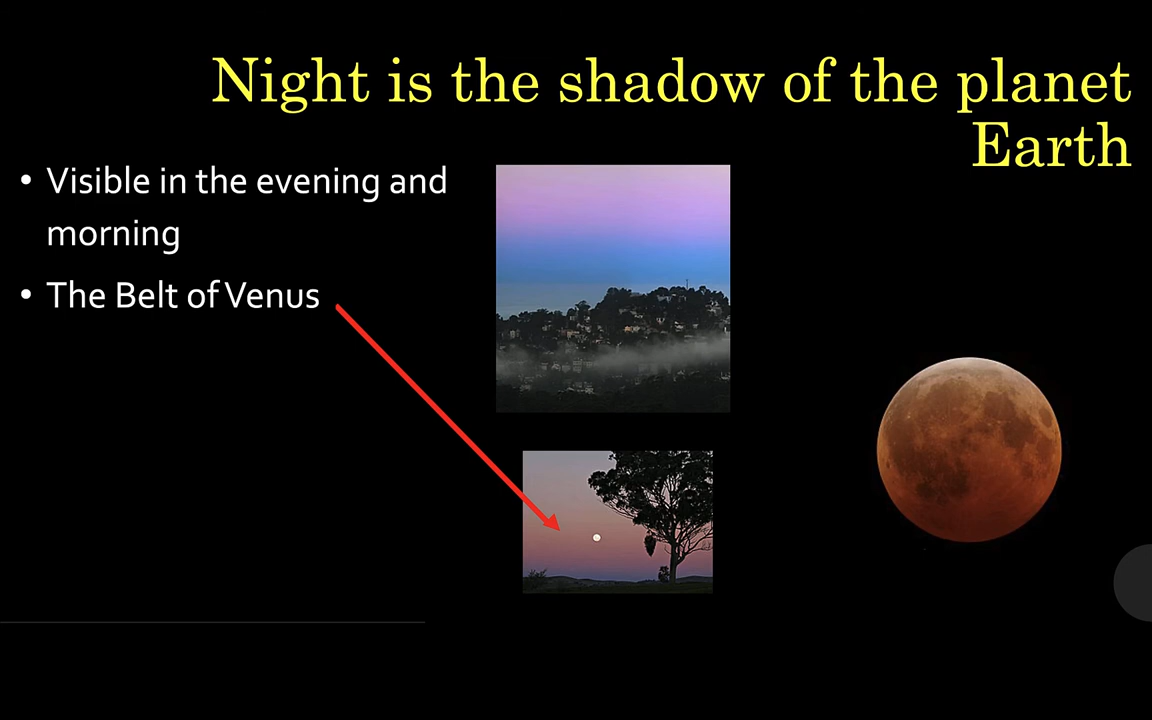 Night is the shadow of the planet
Earth
• Visible in the evening and
morning
• The Belt of Venus